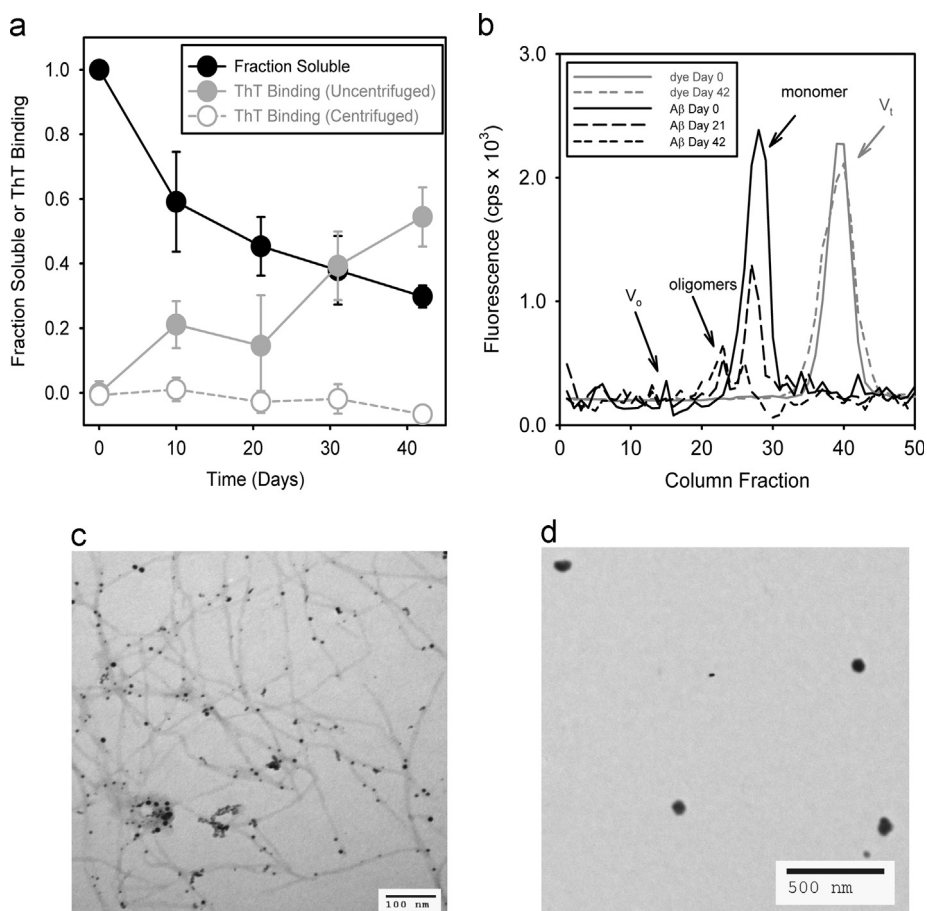 a
Fraction Soluble or ThT Binding
1.0
0.8
0.6
0.4
0.2
0.0
Fraction Soluble
ThT Binding (Uncentrifuged)
ThT Binding (Centrifuged)
0
10
20
30
40
Time (Days)
b
Fluorescence (cps x 10³)
3.0
2.0
1.0
0.0
dye Day 0
dye Day 42
Aβ Day 0
Aβ Day 21
Aβ Day 42
monomer
Vt
oligomers
Vo
0
10
20
30
40
50
Column Fraction
c
100 nm
d
500 nm